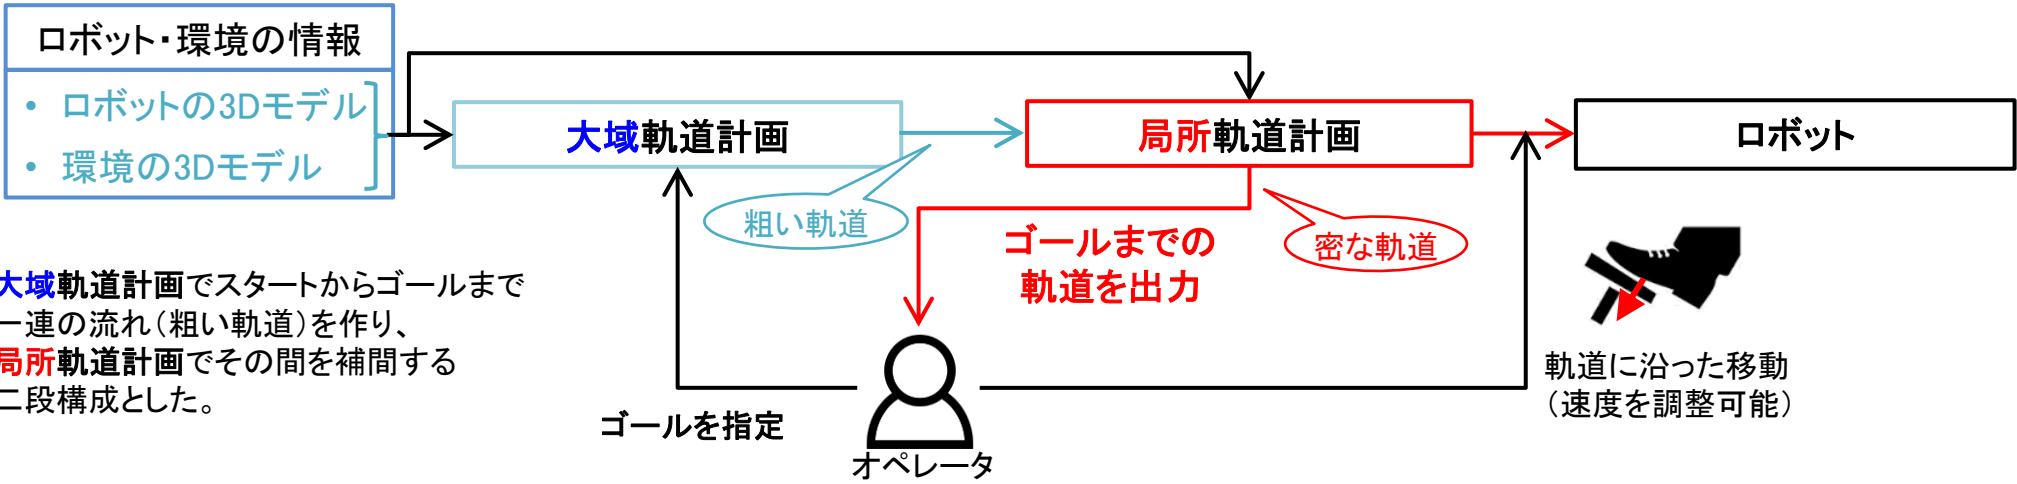 ロボット・環境の情報
• ロボットの3Dモデル
• 環境の3Dモデル
大域軌道計画
局所軌道計画
ロボット
粗い軌道
密な軌道
ゴールまでの
軌道を出力
大域軌道計画でスタートからゴールまで
一連の流れ（粗い軌道）を作り、
局所軌道計画でその間を補間する
二段構成とした。
軌道に沿った移動
（速度を調整可能）
ゴールを指定
オペレータ